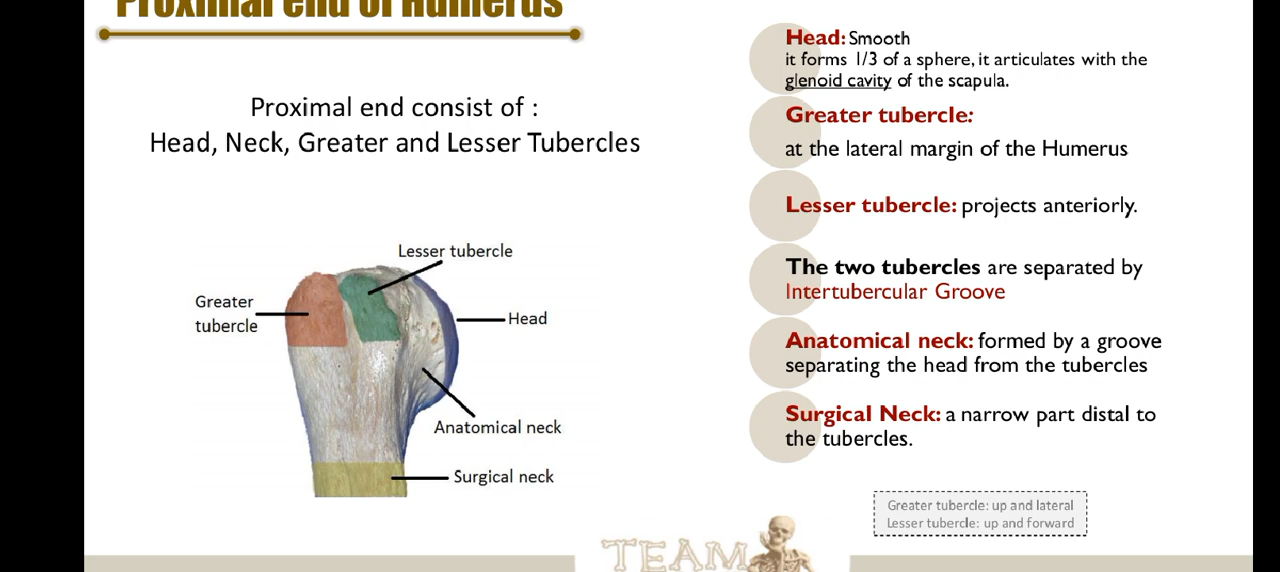 Proximal end of Humerus
Proximal end consist of :
Head, Neck, Greater and Lesser Tubercles
Lesser tubercle
Greater
tubercle
Head
Anatomical neck
Surgical neck
Head: Smooth
it forms 1/3 of a sphere, it articulates with the
glenoid cavity of the scapula.
Greater tubercle:
at the lateral margin of the Humerus
Lesser tubercle: projects anteriorly.
The two tubercles are separated by
Intertubercular Groove
Anatomical neck: formed by a groove
separating the head from the tubercles
Surgical Neck: a narrow part distal to
the tubercles.
Greater tubercle: up and lateral
Lesser tubercle: up and forward
TEAM